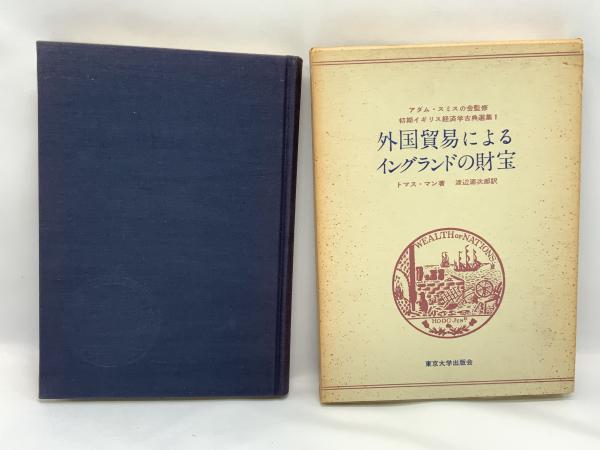 アダム・スミスの会監修
初期イギリス経済学古典選集1
外国貿易による
イングランドの財宝
トマス・マン著 渡辺源次郎訳
WEALTH OF NATIONS
東京大学出版会